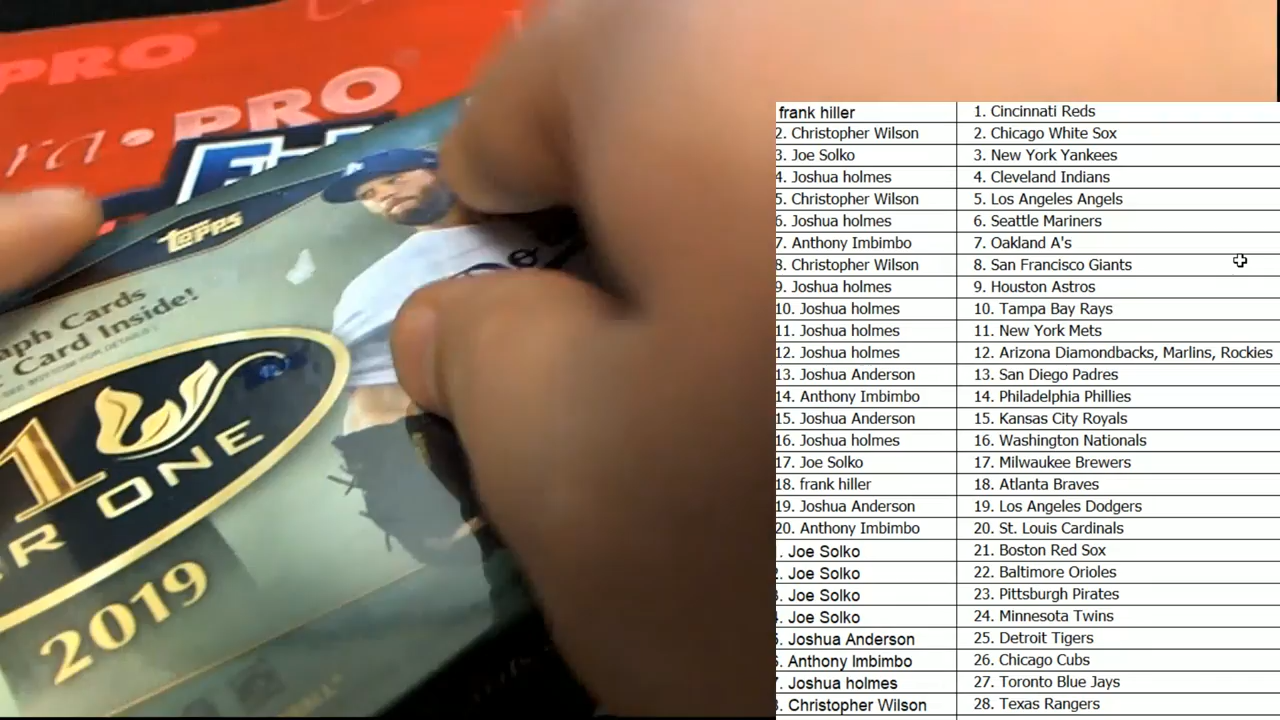 PRO
PRO
ra
TOPPS
aph Cards
Card Inside!
1
ER ONE
2019
frank hiller 1. Cincinnati Reds
2. Christopher Wilson 2. Chicago White Sox
3. Joe Solko 3. New York Yankees
4. Joshua holmes 4. Cleveland Indians
5. Christopher Wilson 5. Los Angeles Angels
6. Joshua holmes 6. Seattle Mariners
7. Anthony Imbimbo 7. Oakland A's
8. Christopher Wilson 8. San Francisco Giants
9. Joshua holmes 9. Houston Astros
10. Joshua holmes 10. Tampa Bay Rays
11. Joshua holmes 11. New York Mets
12. Joshua holmes 12. Arizona Diamondbacks, Marlins, Rockies
13. Joshua Anderson 13. San Diego Padres
14. Anthony Imbimbo 14. Philadelphia Phillies
15. Joshua Anderson 15. Kansas City Royals
16. Joshua holmes 16. Washington Nationals
17. Joe Solko 17. Milwaukee Brewers
18. frank hiller 18. Atlanta Braves
19. Joshua Anderson 19. Los Angeles Dodgers
20. Anthony Imbimbo 20. St. Louis Cardinals
. Joe Solko 21. Boston Red Sox
Joe Solko 22. Baltimore Orioles
Joe Solko 23. Pittsburgh Pirates
Joe Solko 24. Minnesota Twins
Joshua Anderson 25. Detroit Tigers
Anthony Imbimbo 26. Chicago Cubs
Joshua holmes 27. Toronto Blue Jays
Christopher Wilson 28. Texas Rangers